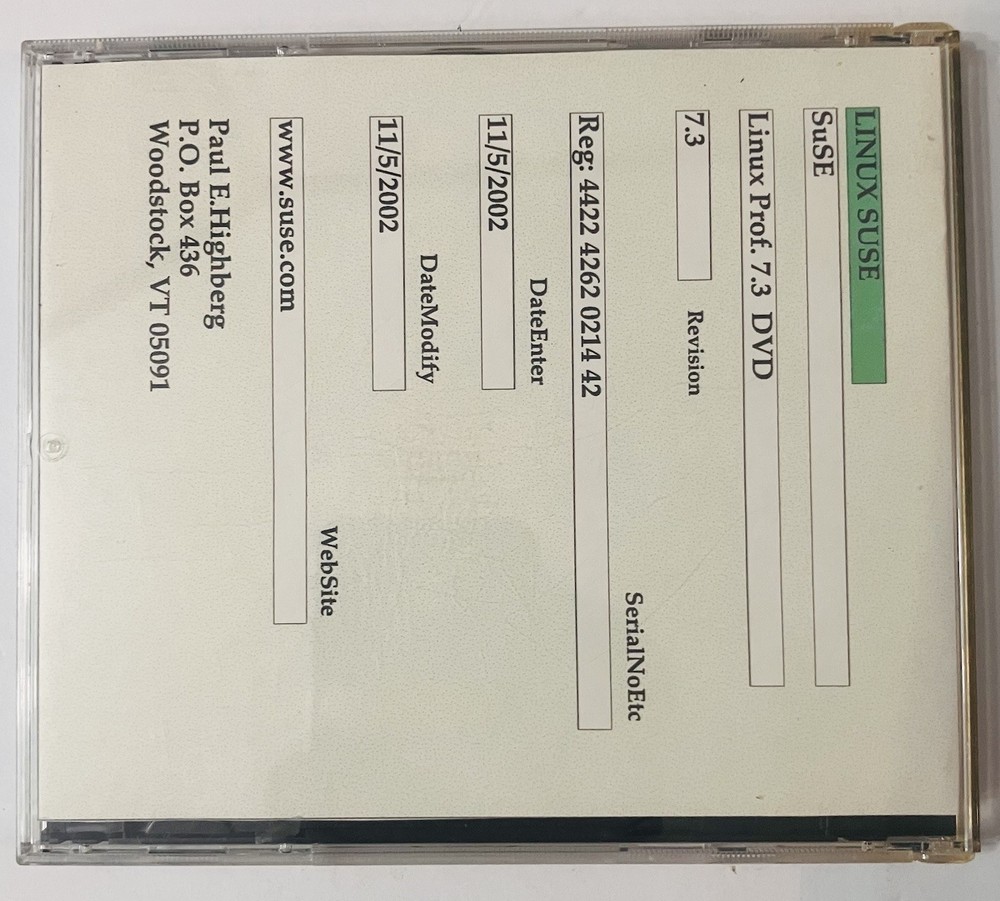 LINUX SUSE
SuSE
Linux Prof. 7.3 DVD
7.3
Revision
SerialNoEtc
Reg: 4422 4262 0214 42
DateEnter
11/5/2002
DateModify
11/5/2002
WebSite
www.suse.com
Paul E.Highberg
P.O. Box 436
Woodstock, VT 05091